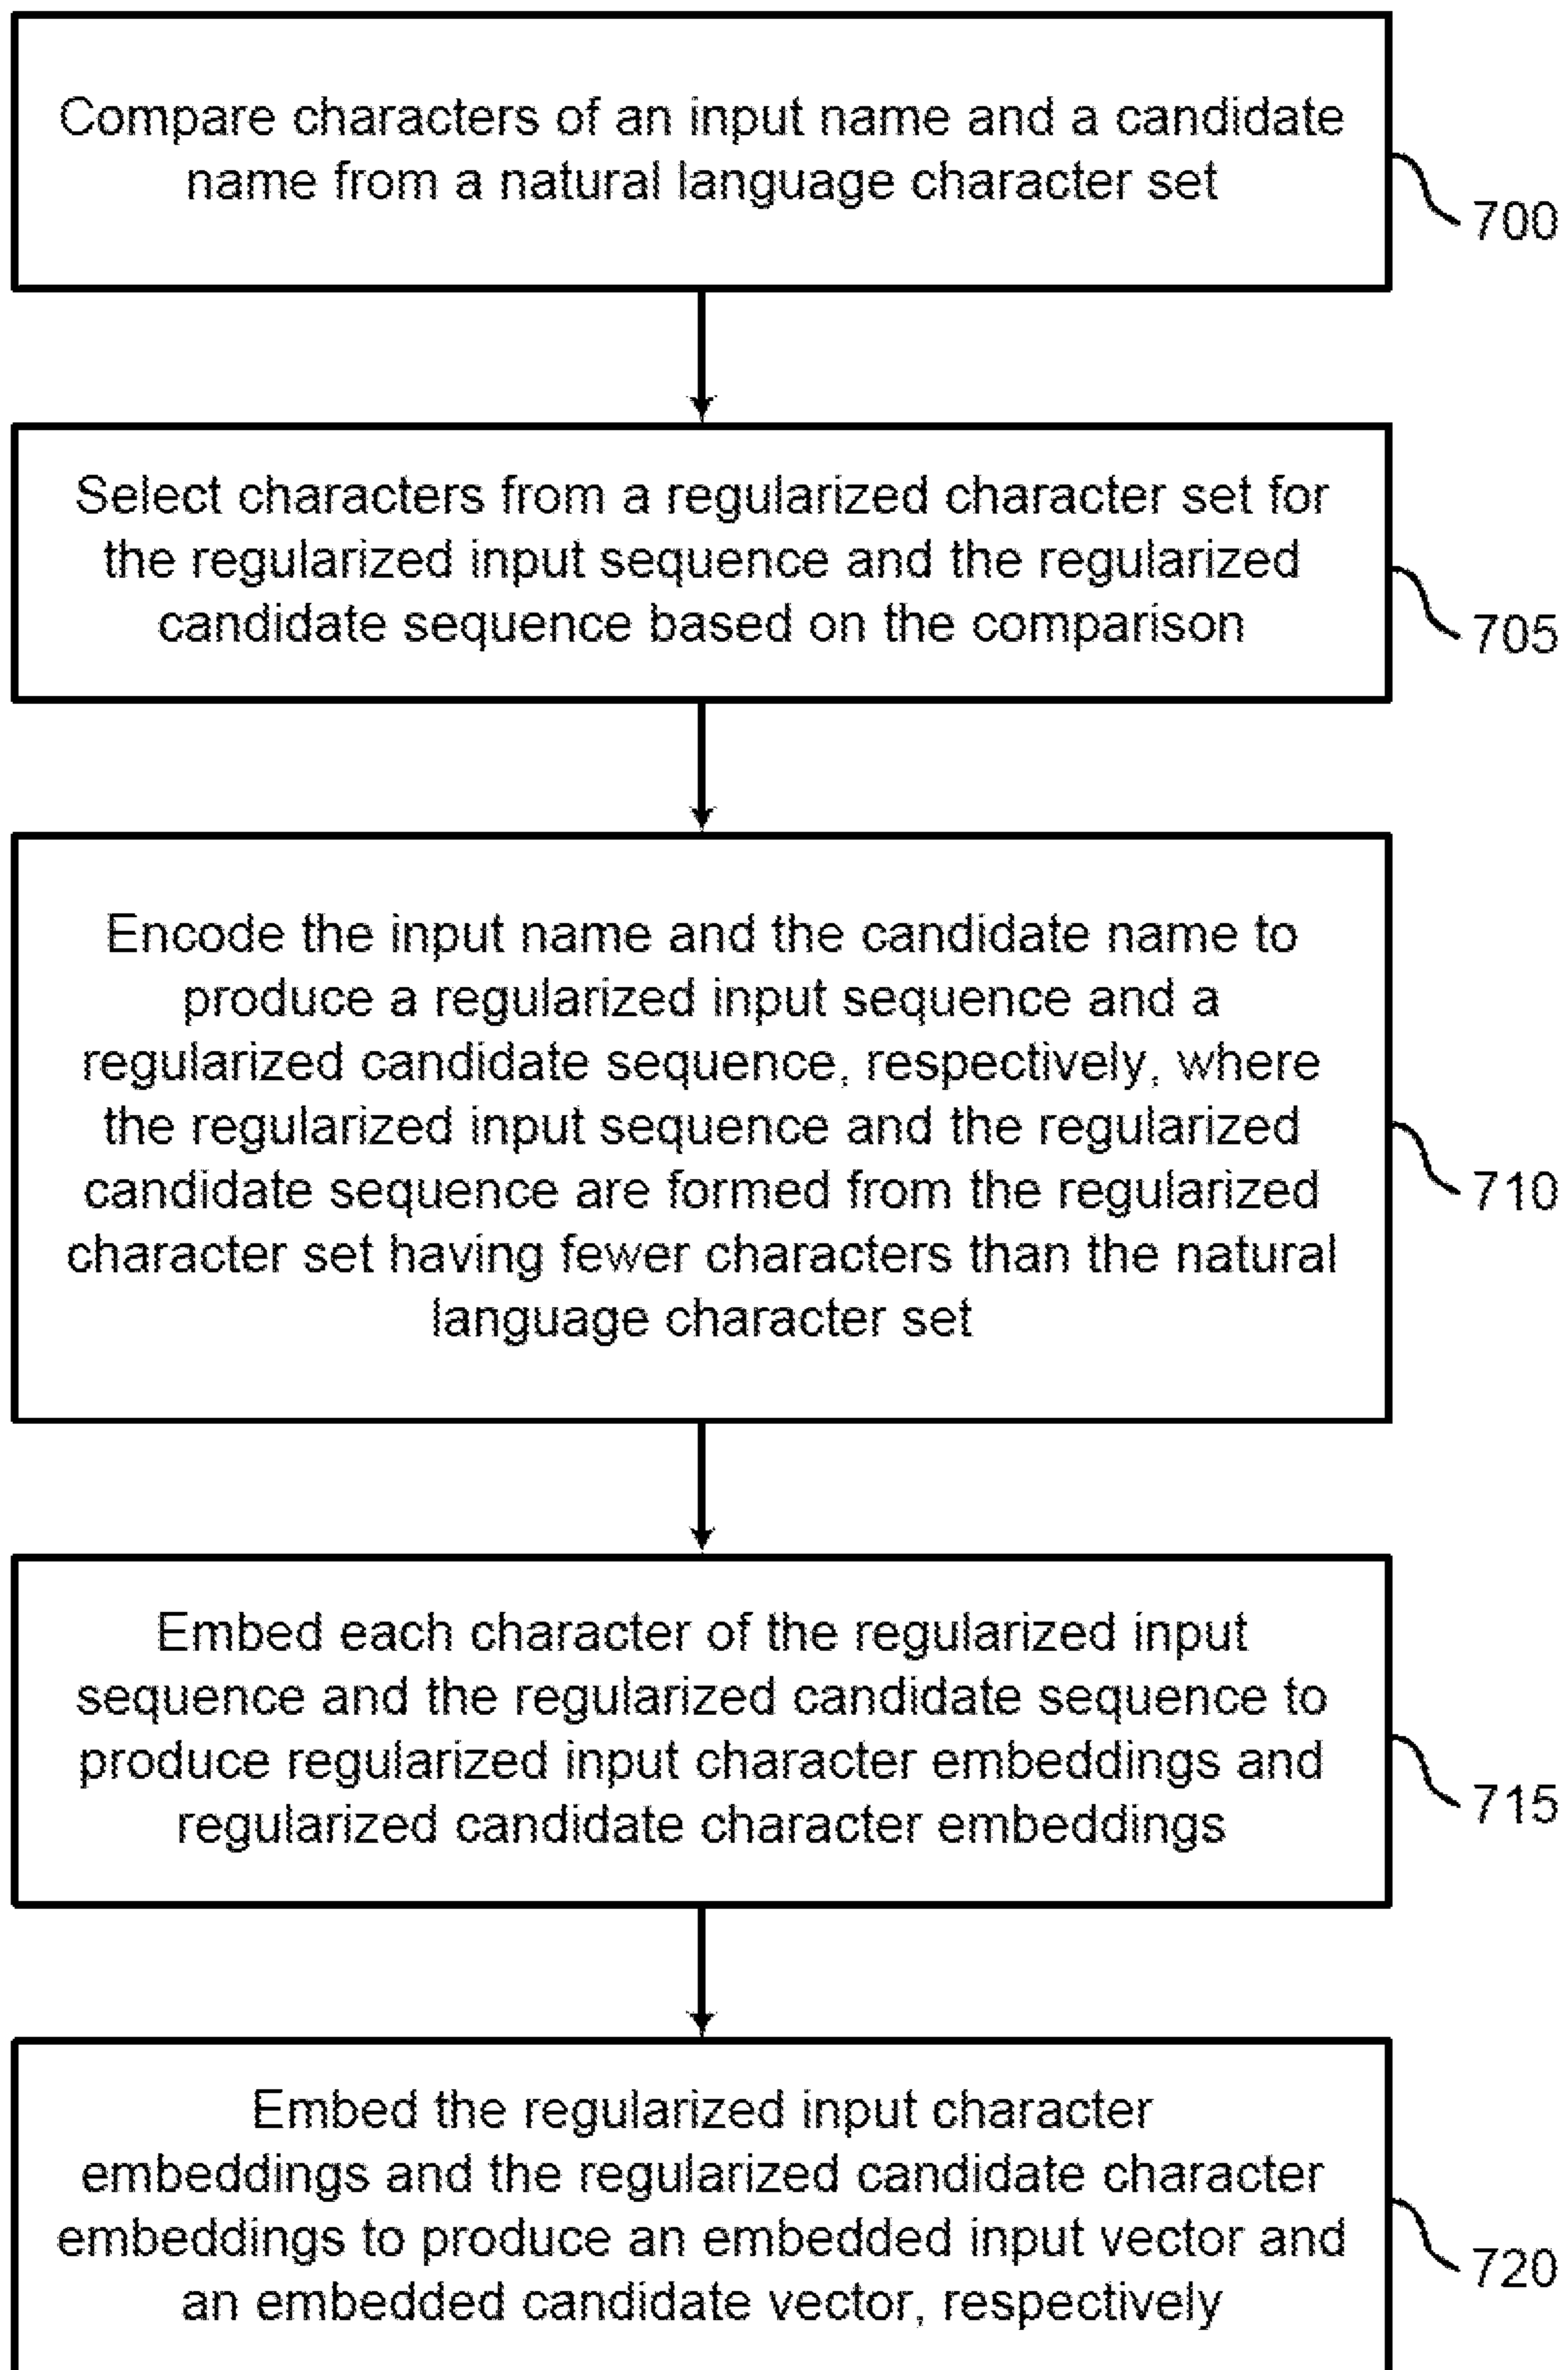 Compare characters of an input name and a candidate
name from a natural language character set
700
Select characters from a regularized character set for
the regularized input sequence and the regularized
candidate sequence based on the comparison
705
Encode the input name and the candidate name to
produce a regularized input sequence and a
regularized candidate sequence, respectively, where
the regularized input sequence and the regularized
candidate sequence are formed from the regularized
character set having fewer characters than the natural
language character set
710
Embed each character of the regularized input
sequence and the regularized candidate sequence to
produce regularized input character embeddings and
regularized candidate character embeddings
715
Embed the regularized input character
embeddings and the regularized candidate character
embeddings to produce an embedded input vector and
an embedded candidate vector, respectively
720